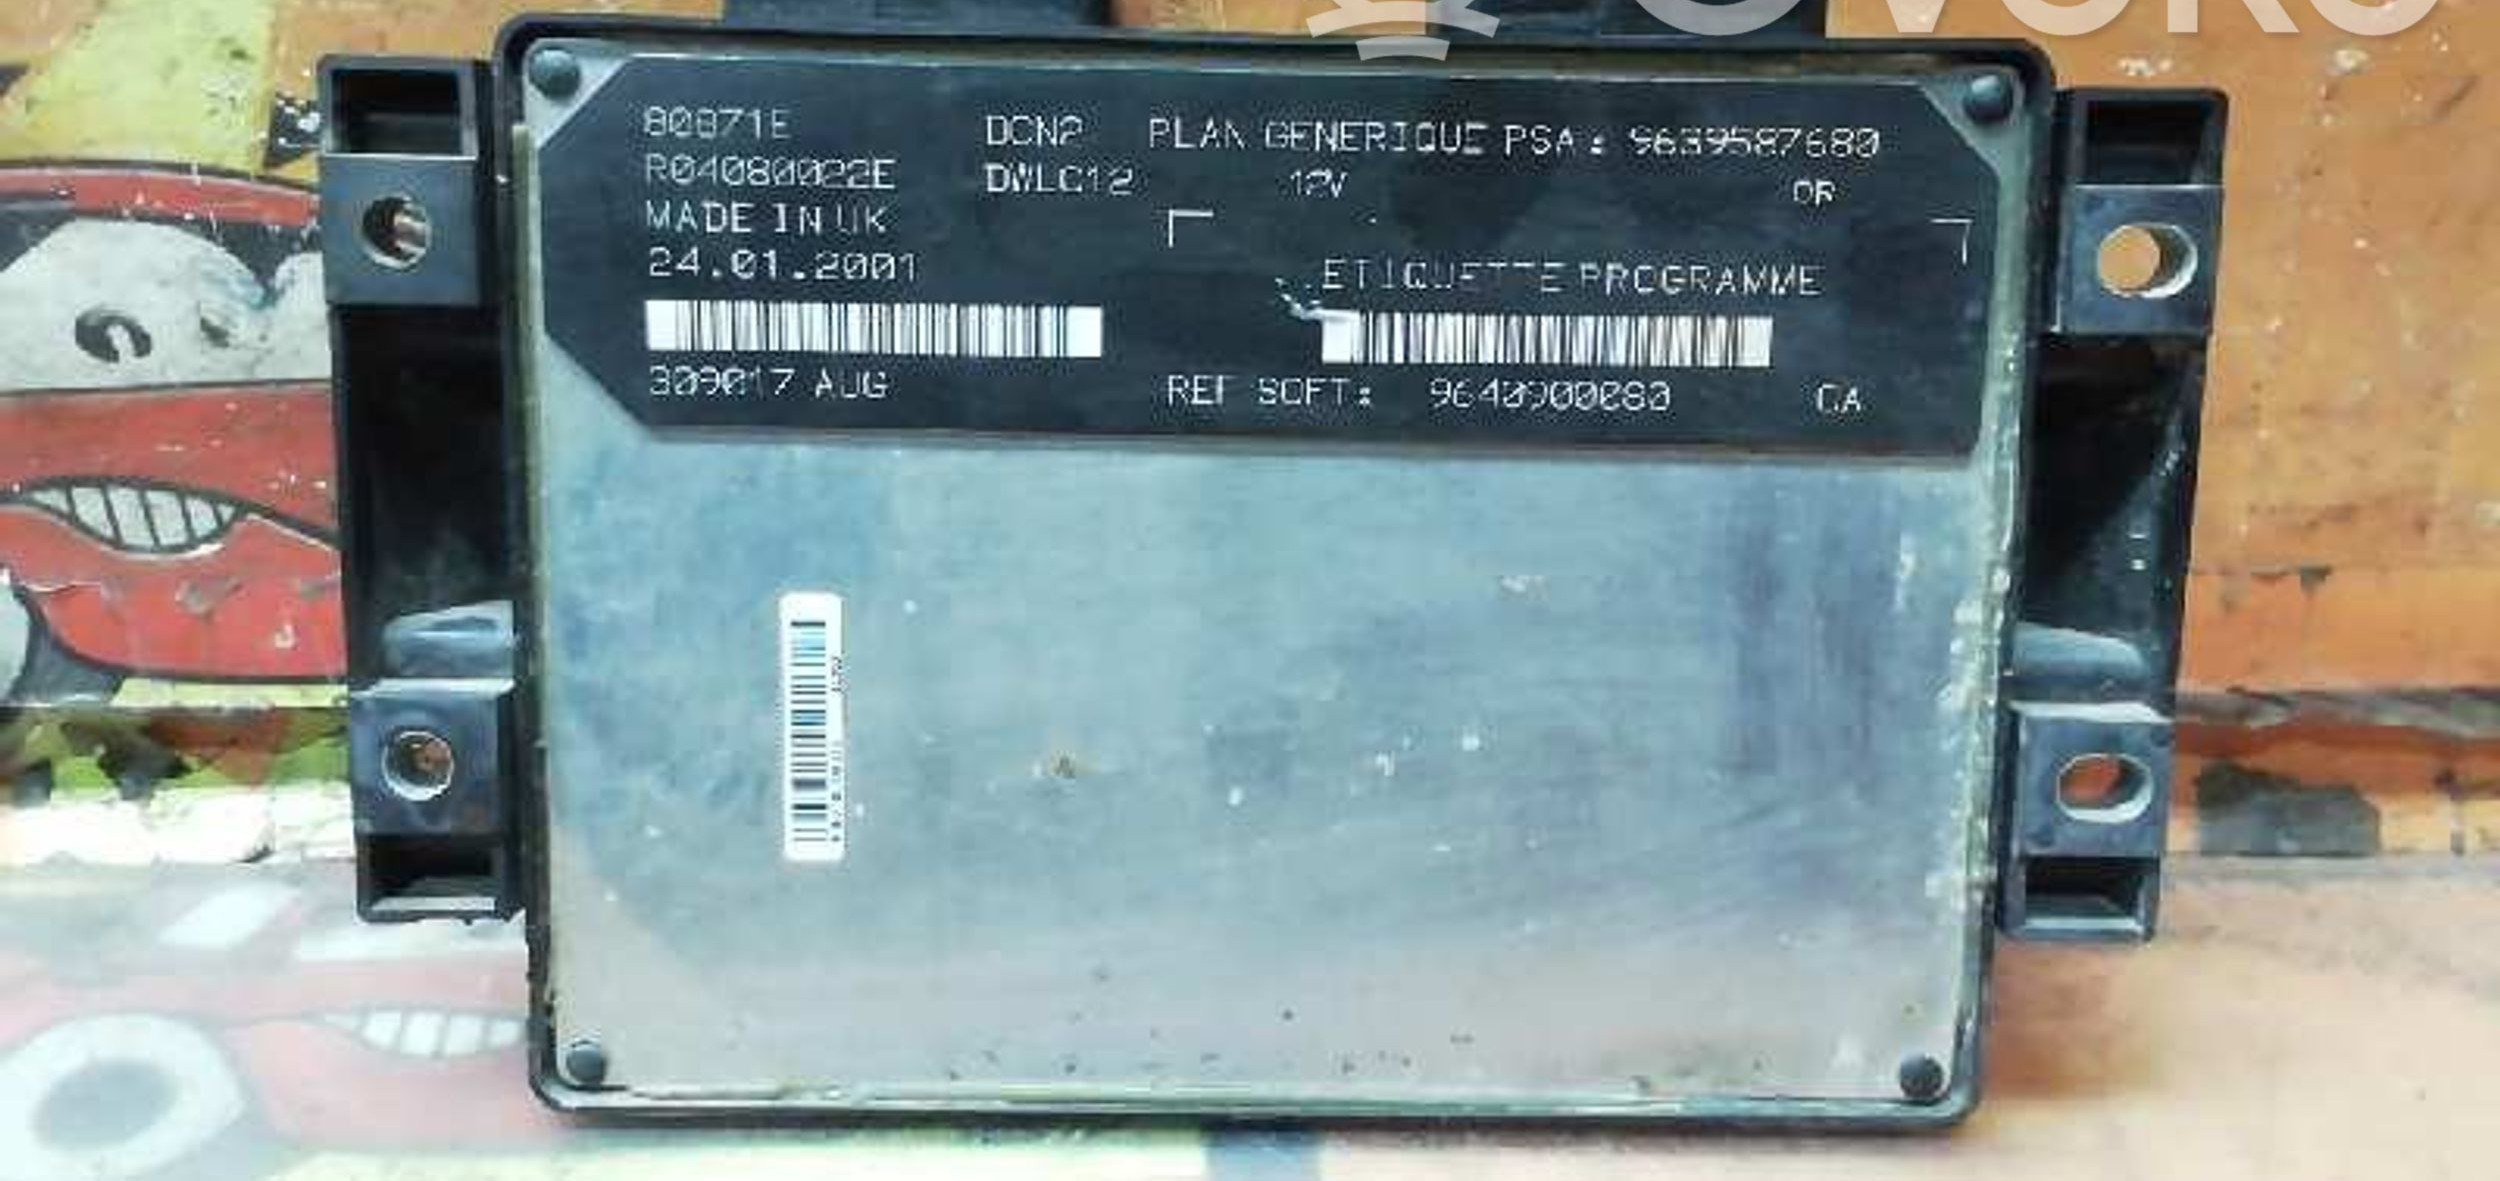 80871E
R04080022E
MADE IN UK
24.01.2001
809017 AUG
DCN2 PLAN GENERIQUE PSA: 9639587680
DWLC12 12V OR
ETIQUETTE PROGRAMME
REF SOFT: 9640900080 CA